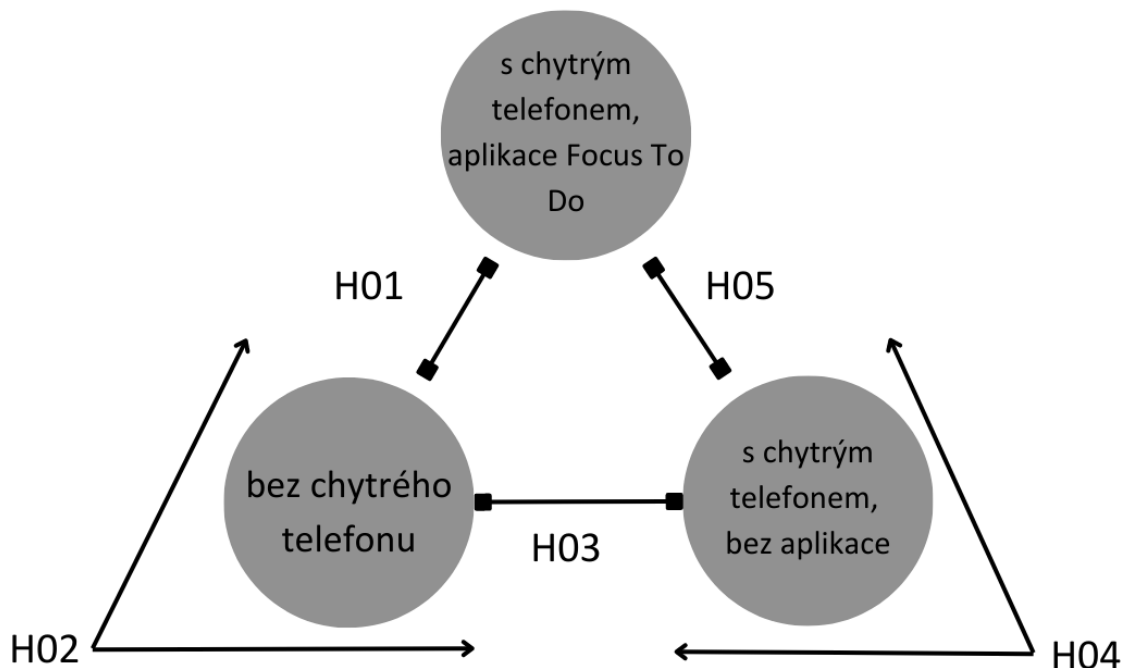 s chytrým
telefonem,
aplikace Focus To
Do
H01
H05
bez chytrého
telefonu
s chytrým
telefonem,
bez aplikace
H03
H02
H04